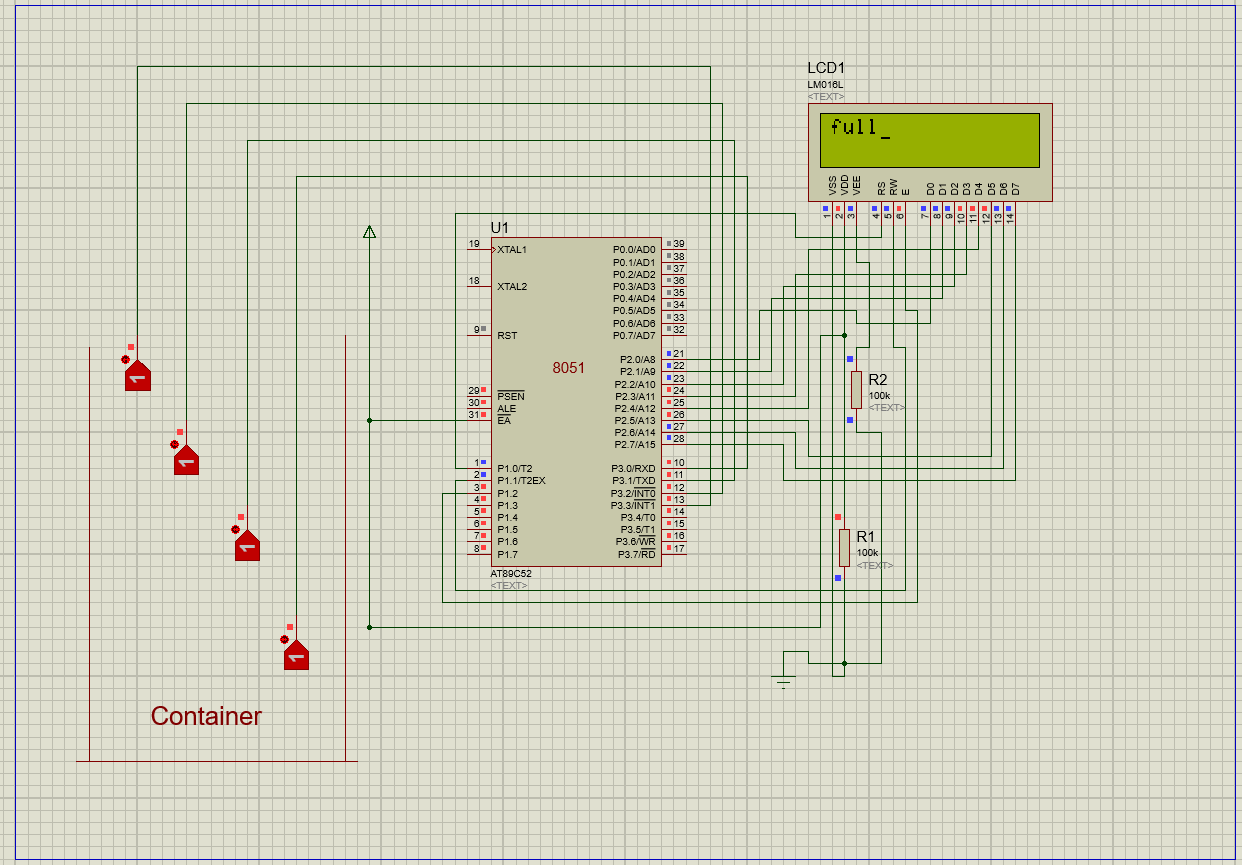 LCD1
LM016L
<TEXT>
full_
VSS
VDD
VEE
RS
RW
E
D0
D1
D2
D3
D4
D5
D6
D7
1
2
3
4
5
6
7
8
9
10
11
12
13
14
U1
19
XTAL1
18
XTAL2
9
RST
29
PSEN
30
ALE
31
EA
1
P1.0/T2
2
P1.1/T2EX
3
P1.2
4
P1.3
5
P1.4
6
P1.5
7
P1.6
8
P1.7
8051
P0.0/AD0
39
P0.1/AD1
38
P0.2/AD2
37
P0.3/AD3
36
P0.4/AD4
35
P0.5/AD5
34
P0.6/AD6
33
P0.7/AD7
32
P2.0/A8
21
P2.1/A9
22
P2.2/A10
23
P2.3/A11
24
P2.4/A12
25
P2.5/A13
26
P2.6/A14
27
P2.7/A15
28
P3.0/RXD
10
P3.1/TXD
11
P3.2/INT0
12
P3.3/INT1
13
P3.4/T0
14
P3.5/T1
15
P3.6/WR
16
P3.7/RD
17
AT89C52
<TEXT>
R2
100k
<TEXT>
R1
100k
<TEXT>
1
1
1
1
Container